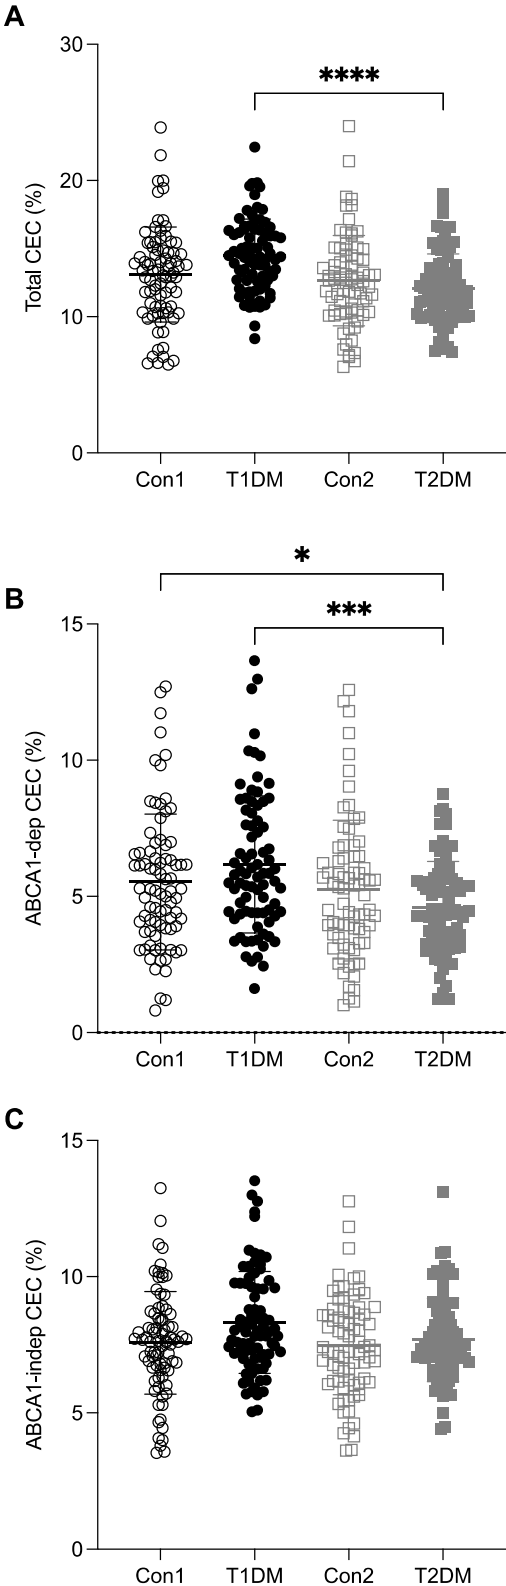 A
****
30
20
10
0
Total CEC (%)
Con1 T1DM Con2 T2DM
*
B
***
15
10
5
0
ABCA1-dep CEC (%)
Con1 T1DM Con2 T2DM
C
15
10
5
0
ABCA1-indep CEC (%)
Con1 T1DM Con2 T2DM